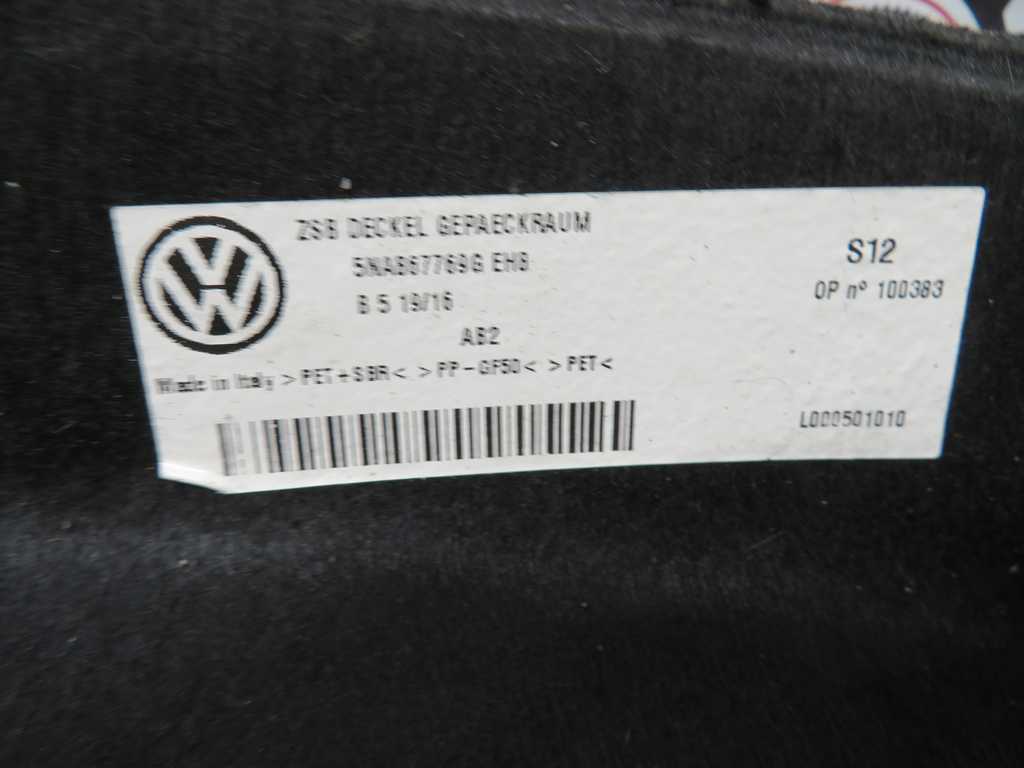 ZSB DECKEL GEPAECKRAUM
5NA867769G EH8
B 5 19/16
AB2
Made in Italy >PET+SBR< >PP-GF50< >PET<
S12
OP nº 100383
L000501010